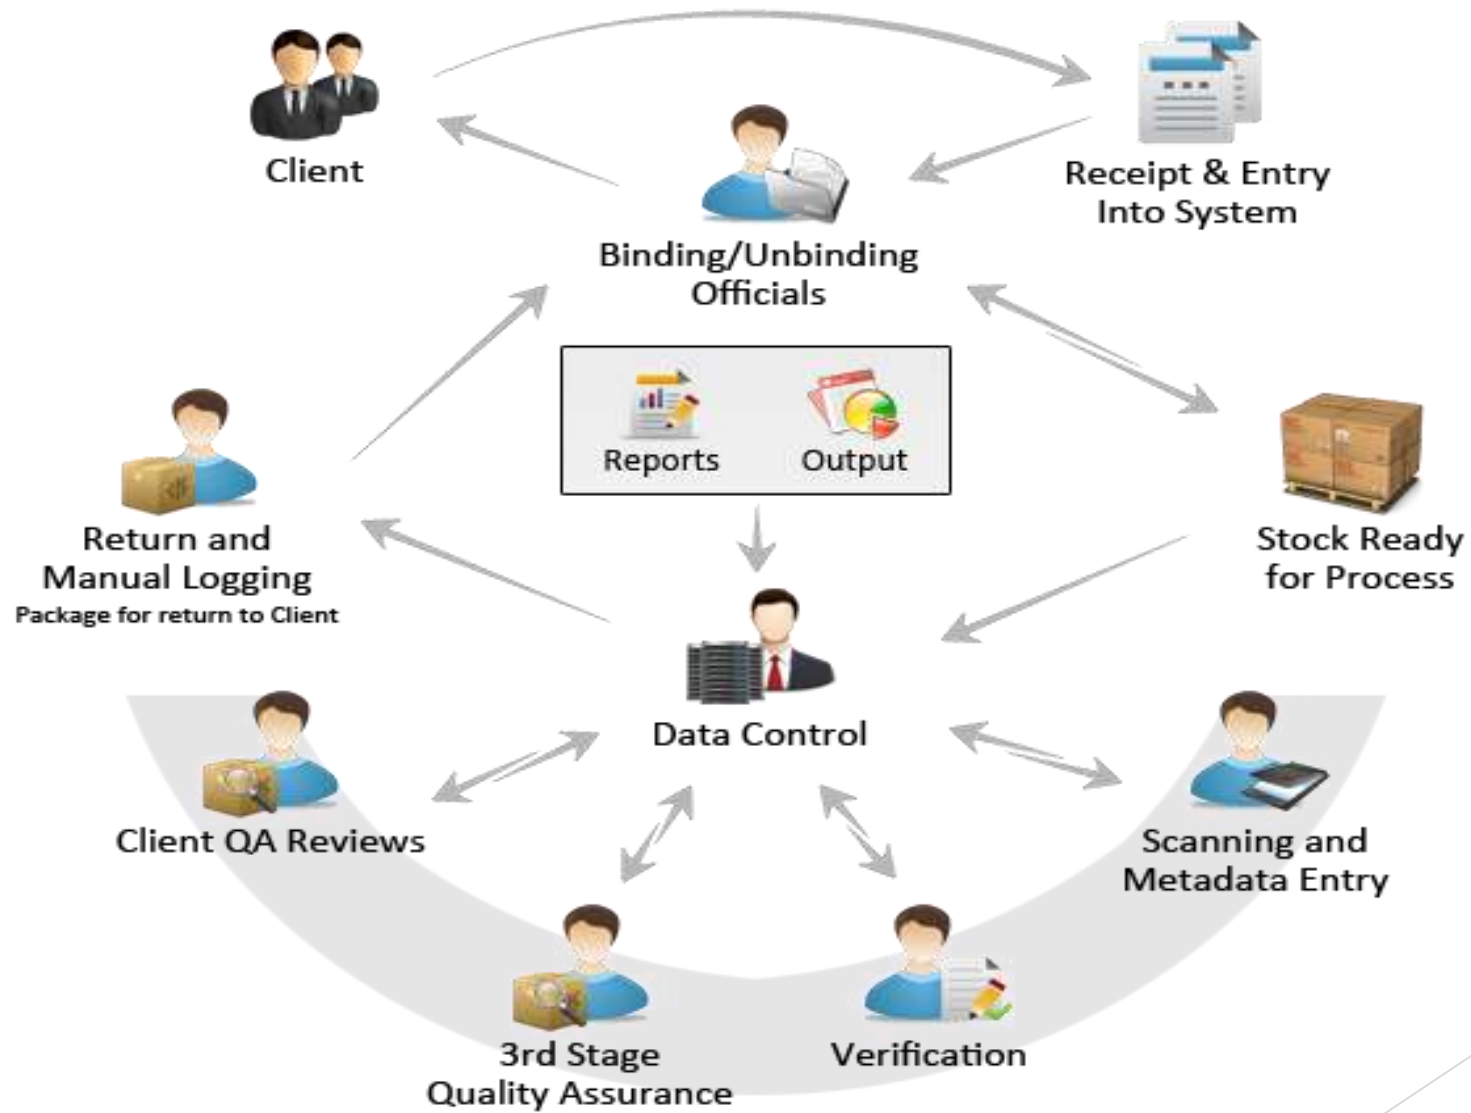 Client
Receipt & Entry
Into System
Binding/Unbinding
Officials
Reports
Output
Return and
Manual Logging
Package for return to Client
Stock Ready
for Process
Data Control
Client QA Reviews
Scanning and
Metadata Entry
3rd Stage
Quality Assurance
Verification